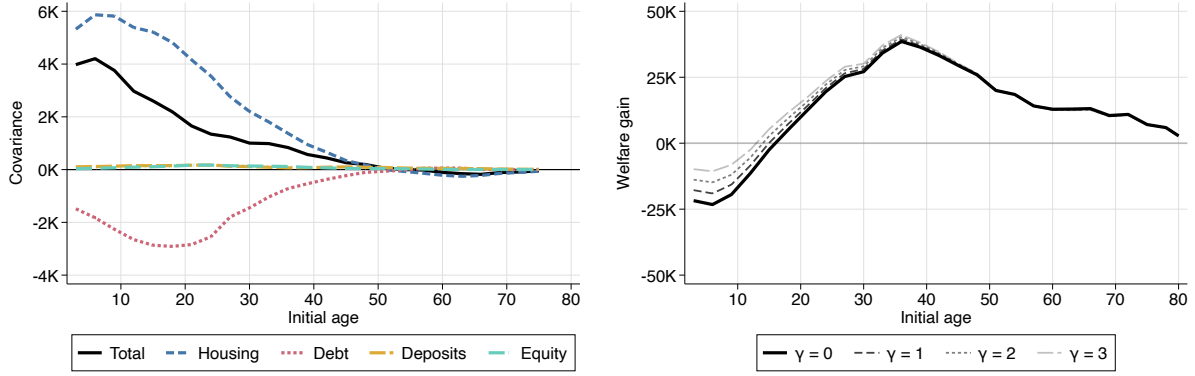 6K
4K
2K
0K
-2K
-4K
Covariance
10 20 30 40 50 60 70 80
Initial age
Total Housing Debt Deposits Equity
50K
25K
0K
-25K
-50K
Welfare gain
10 20 30 40 50 60 70 80
Initial age
γ = 0 γ = 1 γ = 2 γ = 3